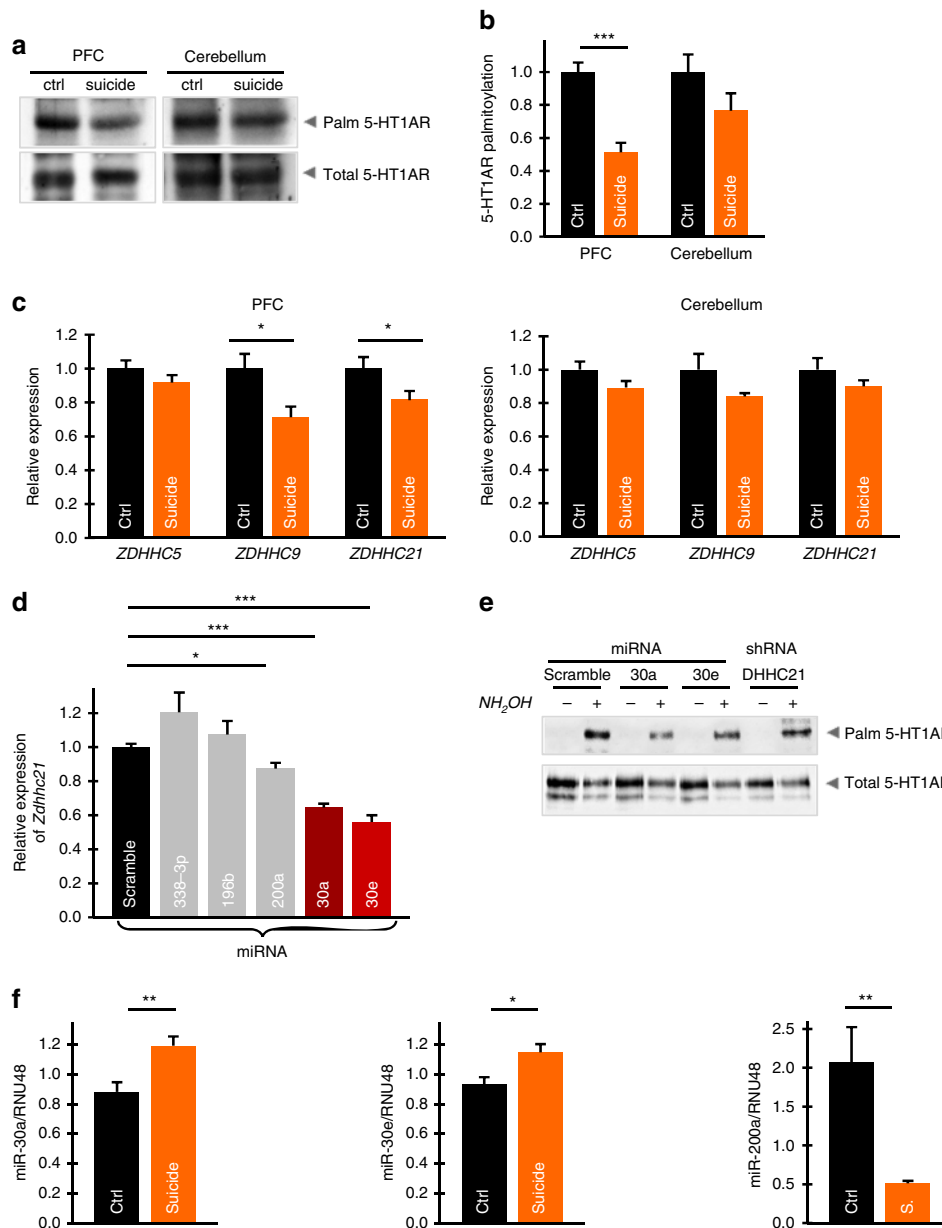 a
PFC Cerebellum
ctrl suicide ctrl suicide
Palm 5-HT1AR
Total 5-HT1AR
b
***
5-HT1AR palmitoylation
1.0
0.8
0.6
0.4
0.2
0.0
Ctrl Suicide Ctrl Suicide
PFC Cerebellum
c
PFC
* *
Relative expression
1.2
1.0
0.8
0.6
0.4
0.2
0.0
Ctrl Suicide Ctrl Suicide Ctrl Suicide
ZDHHC5 ZDHHC9 ZDHHC21
Cerebellum
Relative expression
1.2
1.0
0.8
0.6
0.4
0.2
0.0
Ctrl Suicide Ctrl Suicide Ctrl Suicide
ZDHHC5 ZDHHC9 ZDHHC21
d
***
***
*
Relative expression
of Zdhhc21
1.2
1.0
0.8
0.6
0.4
0.2
0.0
Scramble 338–3p 196b 200a 30a 30e
miRNA
e
miRNA shRNA
Scramble 30a 30e DHHC21
NH2OH – + – + – + – +
Palm 5-HT1AR
Total 5-HT1AR
f
**
miR-30a/RNU48
1.2
1.0
0.8
0.6
0.4
0.2
0.0
Ctrl Suicide
*
miR-30e/RNU48
1.2
1.0
0.8
0.6
0.4
0.2
0.0
Ctrl Suicide
**
miR-200a/RNU48
2.5
2.0
1.5
1.0
0.5
0.0
Ctrl S.